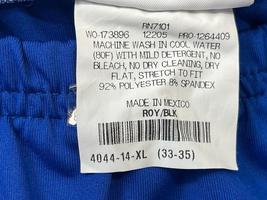 RN7101
WO-173896 12205 PRO-1264409
MACHINE WASH IN COOL WATER
(80F) WITH MILD DETERGENT, NO
BLEACH, NO DRY CLEANING, DRY
FLAT, STRETCH TO FIT
92% POLYESTER 8% SPANDEX
MADE IN MEXICO
ROY/BLK
4044-14-XL (33-35)